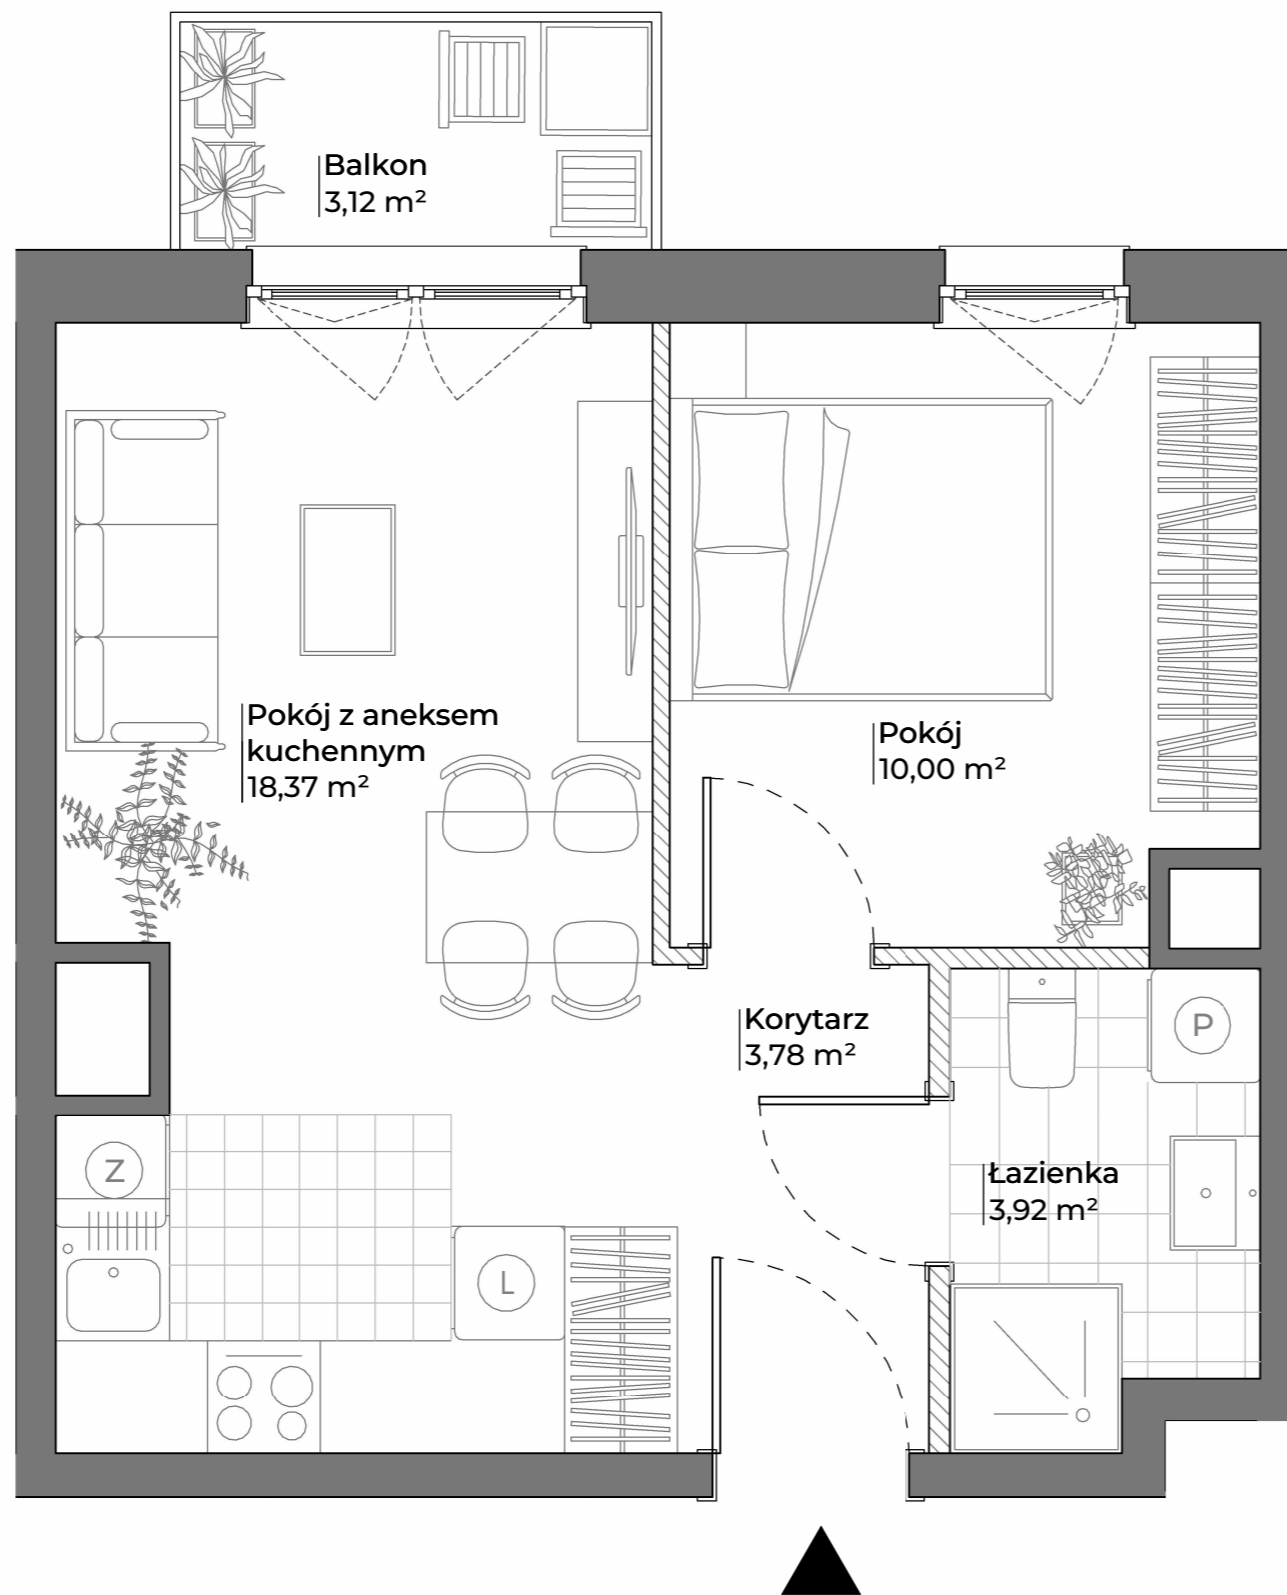 Balkon
3,12 m²
Pokój z aneksem
kuchennym
18,37 m²
Pokój
10,00 m²
Korytarz
3,78 m²
P
Łazienka
3,92 m²
Z
L